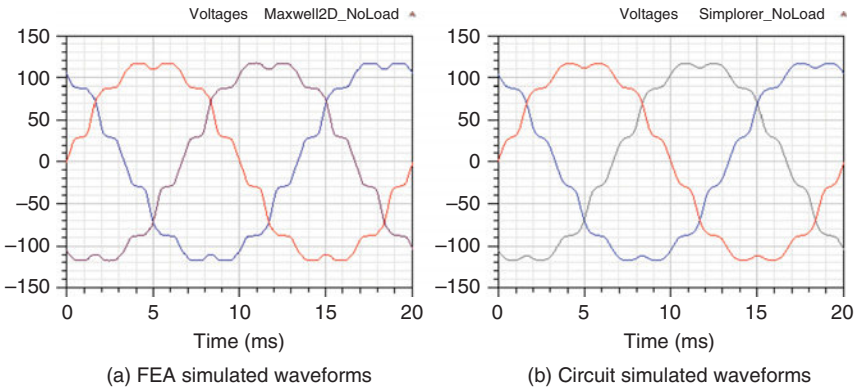 Voltages Maxwell2D_NoLoad
150
100
50
0
−50
−100
−150
0 5 10 15 20
Time (ms)
(a) FEA simulated waveforms
Voltages Simplorer_NoLoad
150
100
50
0
−50
−100
−150
0 5 10 15 20
Time (ms)
(b) Circuit simulated waveforms